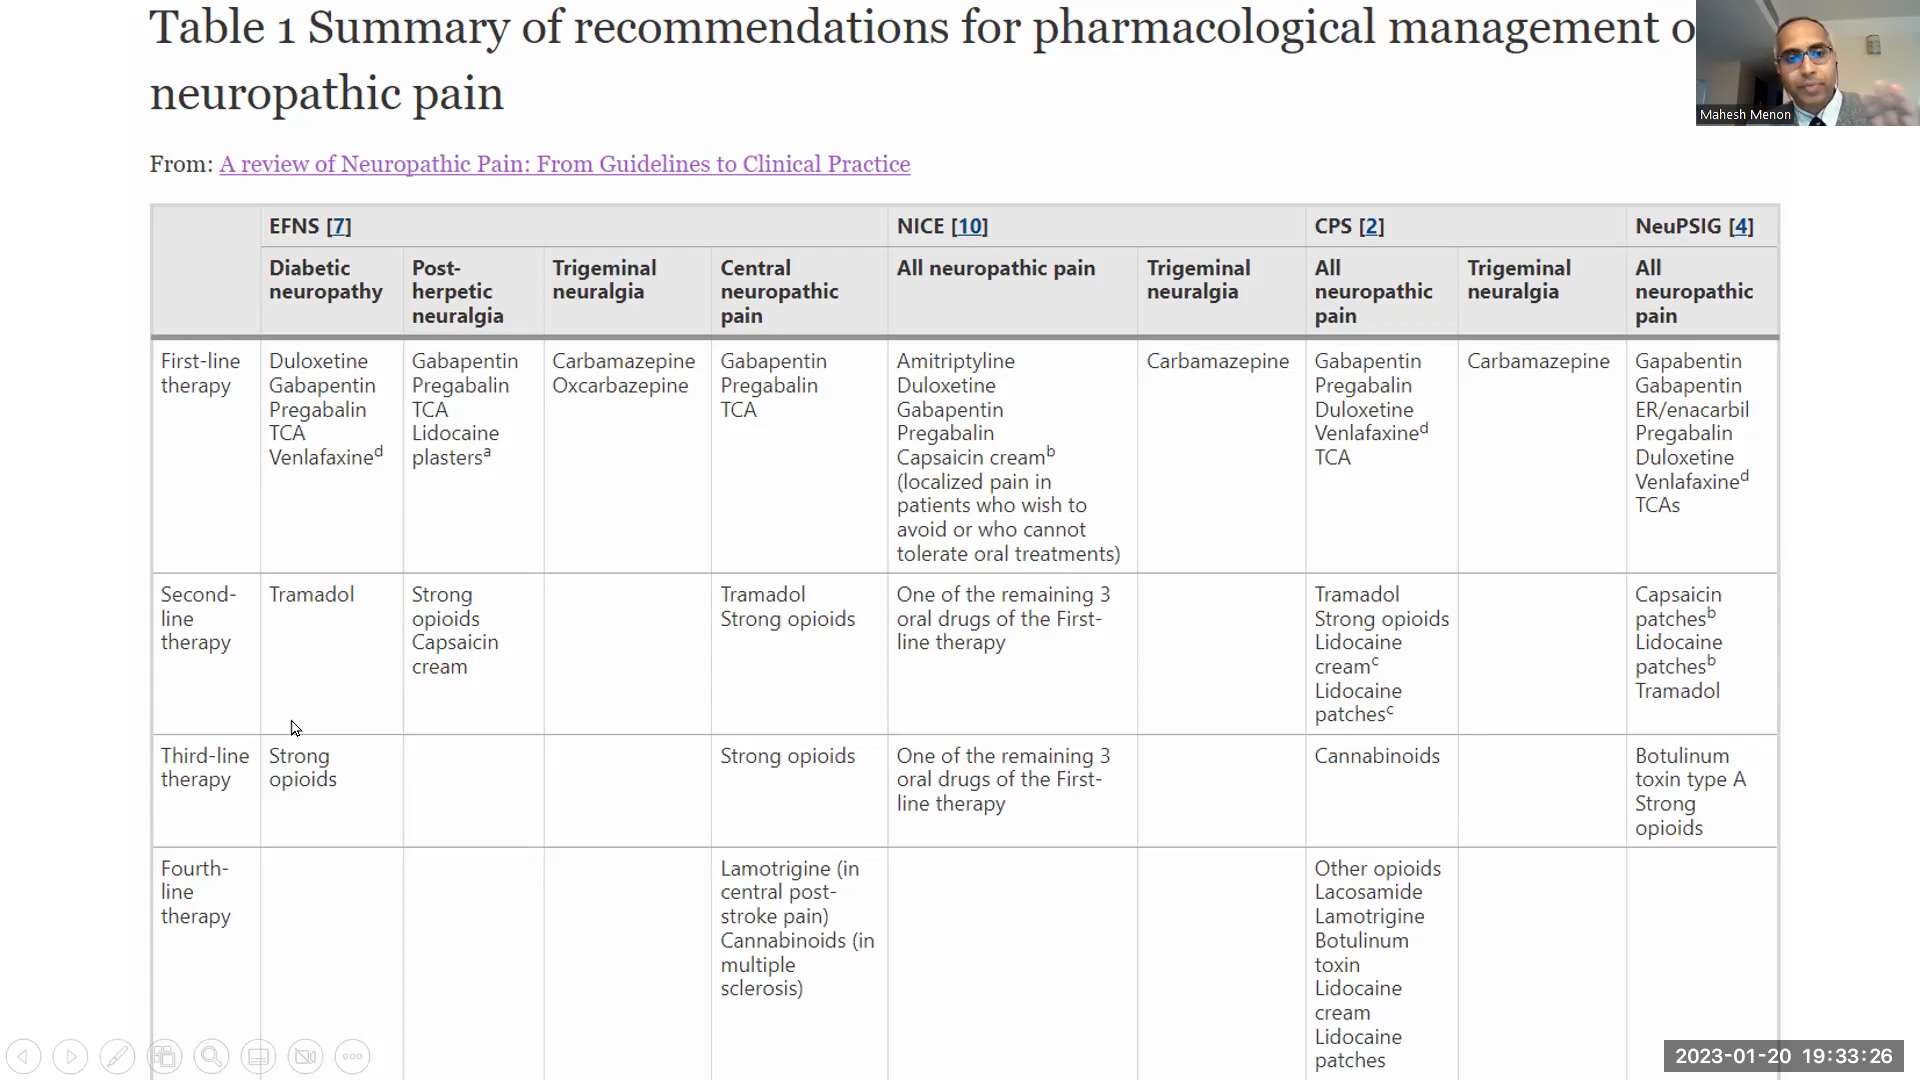 Table 1 Summary of recommendations for pharmacological management o
neuropathic pain
Mahesh Menon
From: A review of Neuropathic Pain: From Guidelines to Clinical Practice
EFNS [7]
NICE [10]
CPS [2]
NeuPSIG [4]
Diabetic
neuropathy
Post-
herpetic
neuralgia
Trigeminal
neuralgia
Central
neuropathic
pain
All neuropathic pain
Trigeminal
neuralgia
All
neuropathic
pain
Trigeminal
neuralgia
All
neuropathic
pain
First-line
therapy
Duloxetine
Gabapentin
Pregabalin
TCA
Venlafaxineᵈ
Gabapentin
Pregabalin
TCA
Lidocaine
plastersᵃ
Carbamazepine
Oxcarbazepine
Gabapentin
Pregabalin
TCA
Amitriptyline
Duloxetine
Gabapentin
Pregabalin
Capsaicin creamᵇ
(localized pain in
patients who wish to
avoid or who cannot
tolerate oral treatments)
Carbamazepine
Gabapentin
Pregabalin
Duloxetine
Venlafaxineᵈ
TCA
Carbamazepine
Gapabentin
Gabapentin
ER/enacarbil
Pregabalin
Duloxetine
Venlafaxineᵈ
TCAs
Second-
line
therapy
Tramadol
Strong
opioids
Capsaicin
cream
Tramadol
Strong opioids
One of the remaining 3
oral drugs of the First-
line therapy
Tramadol
Strong opioids
Lidocaine
creamᶜ
Lidocaine
patchesᶜ
Capsaicin
patchesᵇ
Lidocaine
patchesᵇ
Tramadol
Third-line
therapy
Strong
opioids
Strong opioids
One of the remaining 3
oral drugs of the First-
line therapy
Cannabinoids
Botulinum
toxin type A
Strong
opioids
Fourth-
line
therapy
Lamotrigine (in
central post-
stroke pain)
Cannabinoids (in
multiple
sclerosis)
Other opioids
Lacosamide
Lamotrigine
Botulinum
toxin
Lidocaine
cream
Lidocaine
patches
2023-01-20 19:33:26